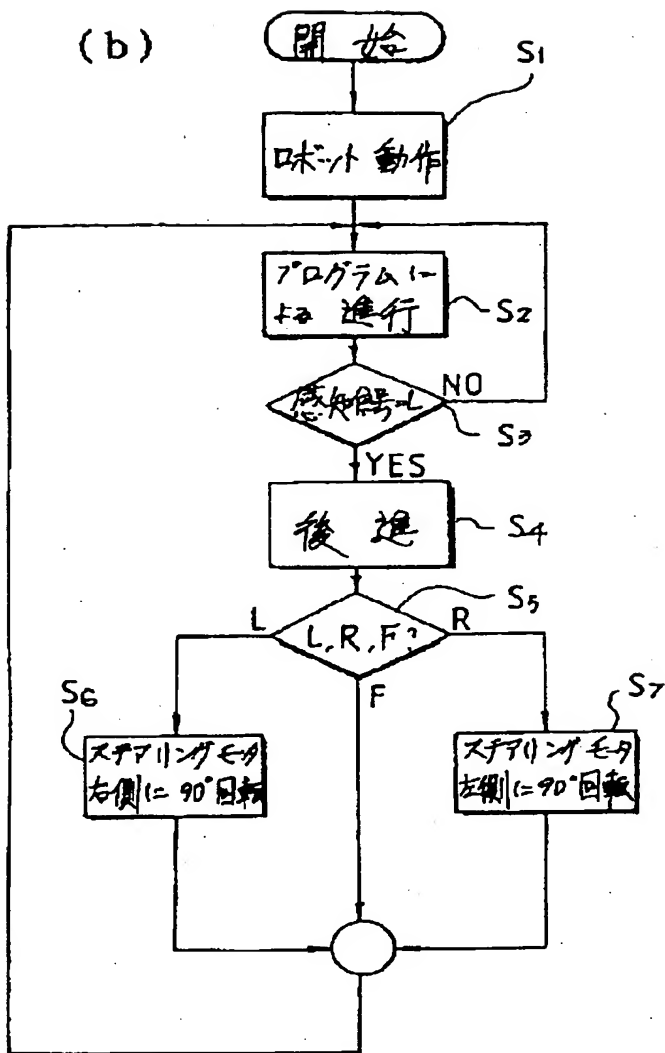 (b)
開始
S1
ロボット動作
プログラムに
よる 進行
S2
感知信号=L
NO
S3
YES
後進
S4
S5
L
L, R, F?
R
F
S6
S7
ステアリングモータ
右側に90°回転
ステアリングモータ
左側に90°回転